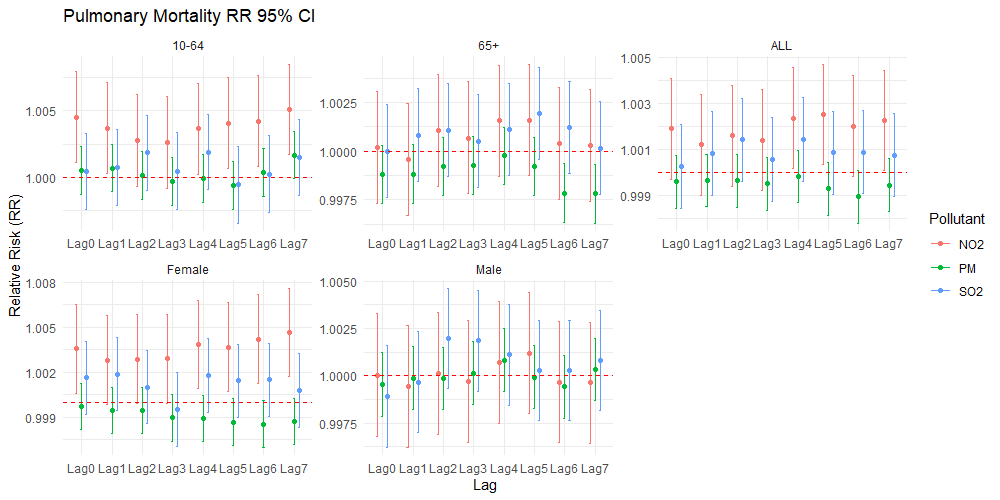 Pulmonary Mortality RR 95% CI
10-64
65+
ALL
1.005
1.000
1.0025
1.0000
0.9975
1.005
1.003
1.001
0.999
Lag0 Lag1 Lag2 Lag3 Lag4 Lag5 Lag6 Lag7
Lag0 Lag1 Lag2 Lag3 Lag4 Lag5 Lag6 Lag7
Lag0 Lag1 Lag2 Lag3 Lag4 Lag5 Lag6 Lag7
Female
Male
1.008
1.005
1.002
0.999
1.0050
1.0025
1.0000
0.9975
Lag0 Lag1 Lag2 Lag3 Lag4 Lag5 Lag6 Lag7
Lag0 Lag1 Lag2 Lag3 Lag4 Lag5 Lag6 Lag7
Relative Risk (RR)
Lag
Pollutant
NO2
PM
SO2